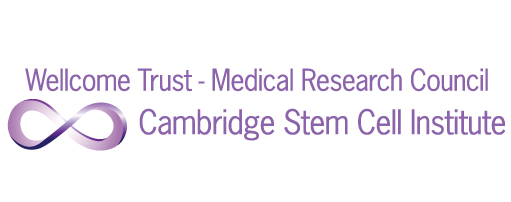 Wellcome Trust - Medical Research Council
Cambridge Stem Cell Institute